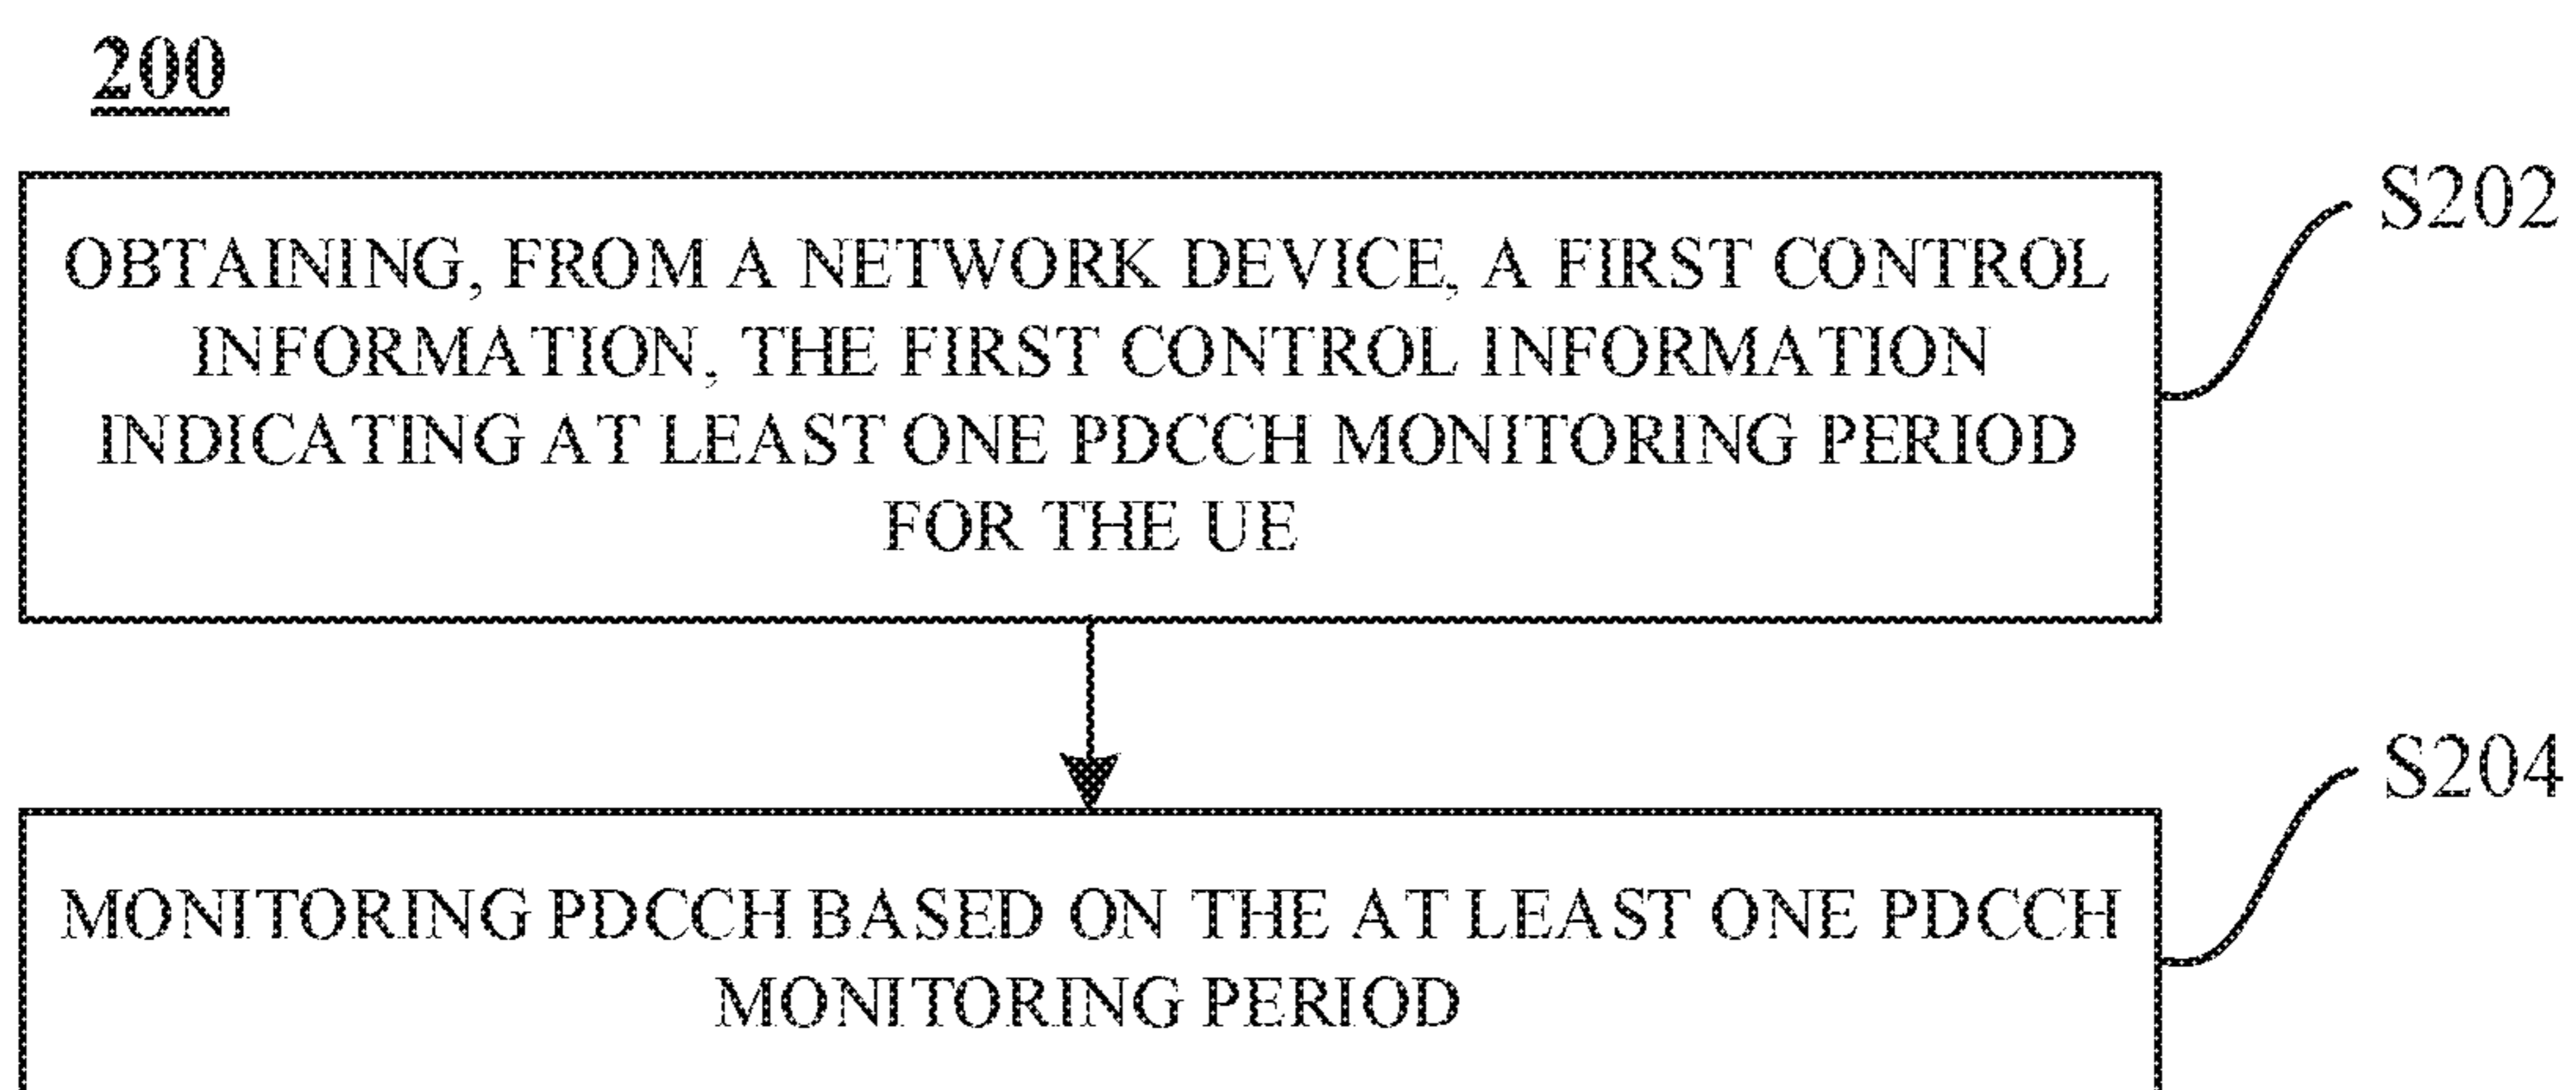 200
S202
OBTAINING, FROM A NETWORK DEVICE, A FIRST CONTROL
INFORMATION, THE FIRST CONTROL INFORMATION
INDICATING AT LEAST ONE PDCCH MONITORING PERIOD
FOR THE UE
S204
MONITORING PDCCH BASED ON THE AT LEAST ONE PDCCH
MONITORING PERIOD